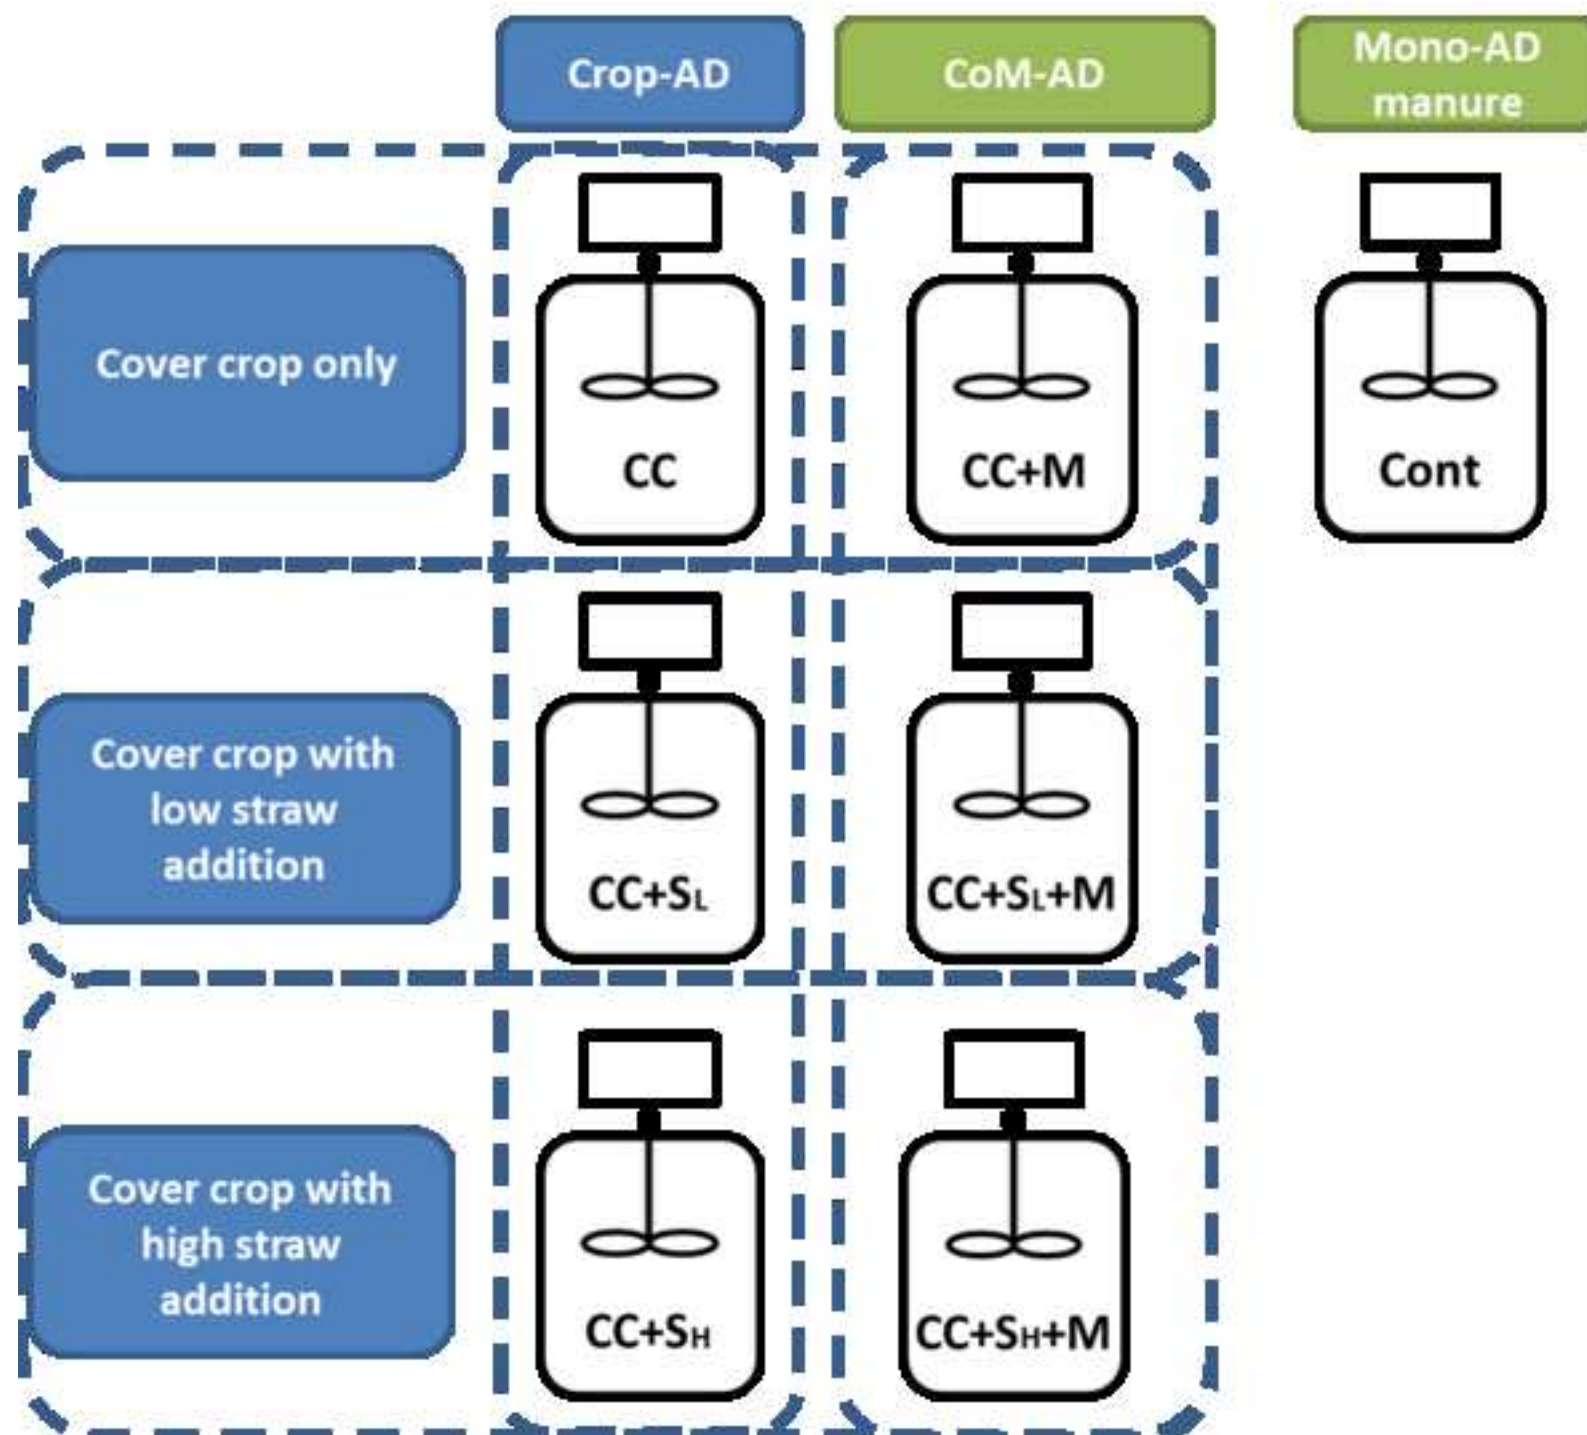 Crop-AD
CoM-AD
Mono-AD
manure
Cover crop only
CC
CC+M
Cont
Cover crop with
low straw
addition
CC+SL
CC+SL+M
Cover crop with
high straw
addition
CC+SH
CC+SH+M